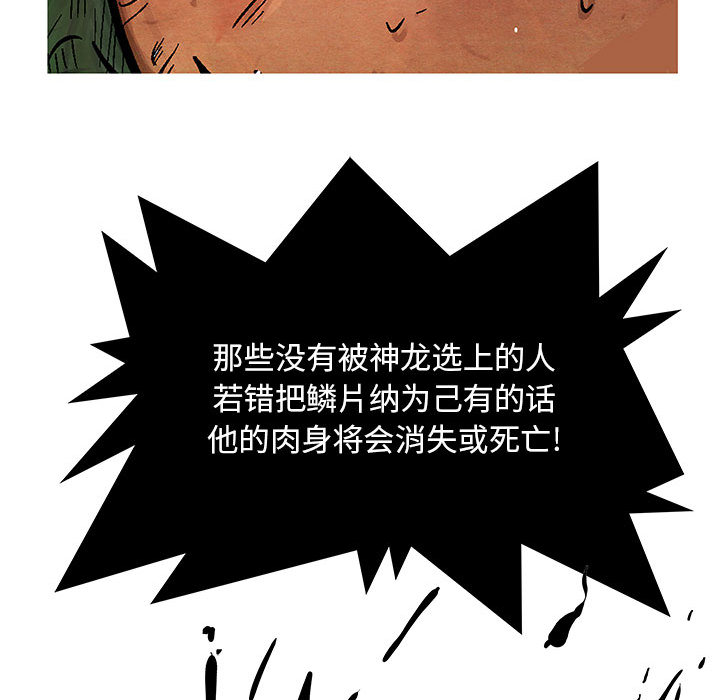 那些没有被神龙选上的人
若错把鳞片纳为己有的话
他的肉身将会消失或死亡!